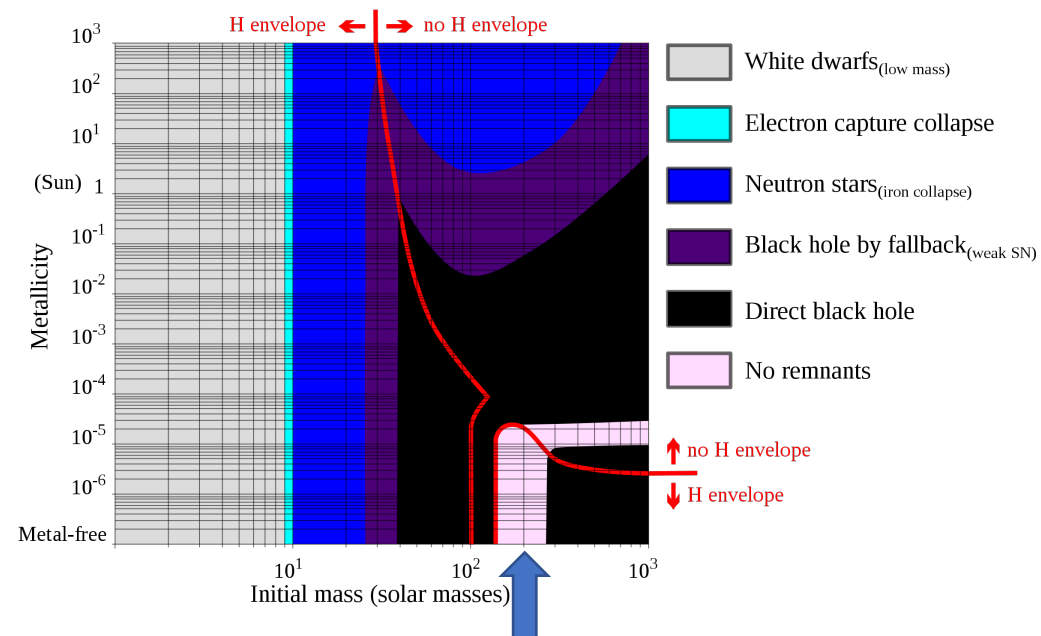 H envelope no H envelope
10³
10²
10¹
(Sun) 1
10⁻¹
10⁻²
10⁻³
10⁻⁴
10⁻⁵
10⁻⁶
Metal-free
Metallicity
10¹ 10² 10³
Initial mass (solar masses)
White dwarfs(low mass)
Electron capture collapse
Neutron stars(iron collapse)
Black hole by fallback(weak SN)
Direct black hole
No remnants
no H envelope
H envelope